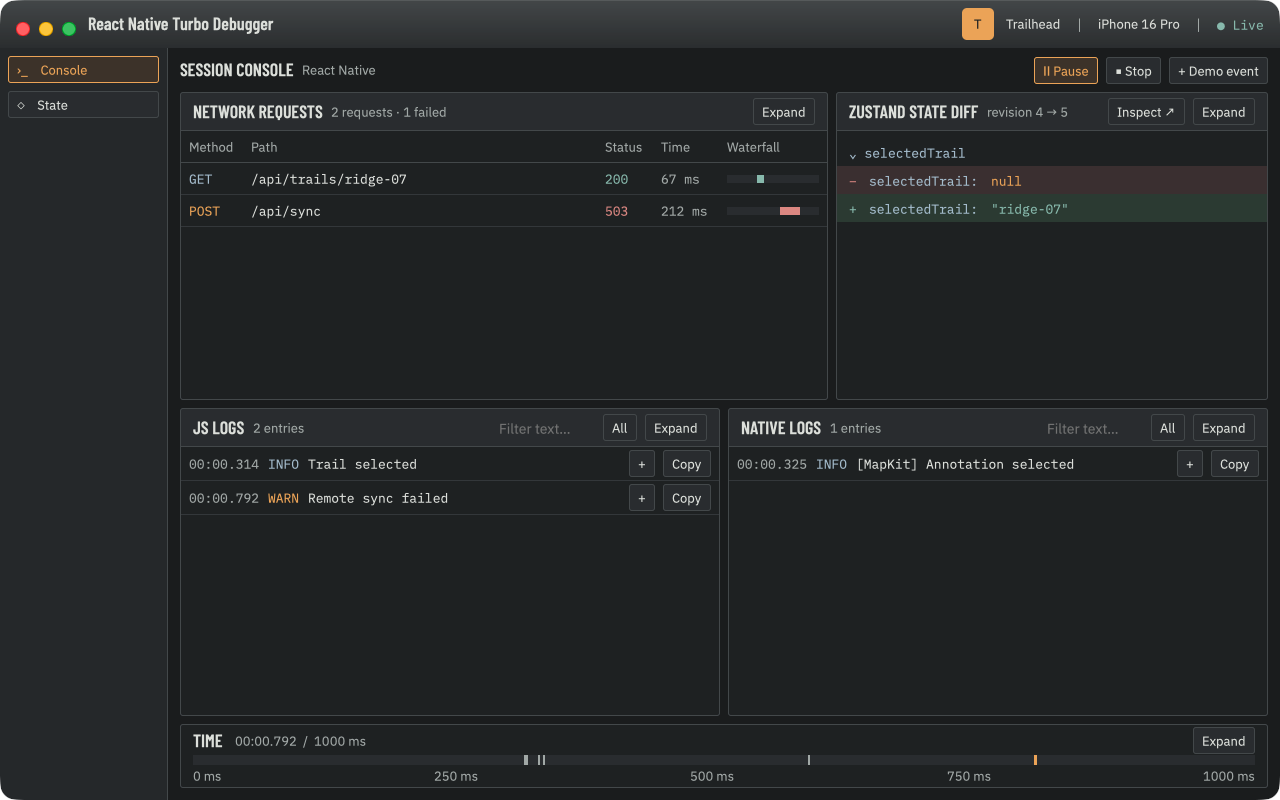 React Native Turbo Debugger
T Trailhead | iPhone 16 Pro | ● Live
›_ Console
◇ State
SESSION CONSOLE React Native
II Pause ■ Stop + Demo event
NETWORK REQUESTS 2 requests · 1 failed Expand
Method Path Status Time Waterfall
GET /api/trails/ridge-07 200 67 ms
POST /api/sync 503 212 ms
ZUSTAND STATE DIFF revision 4 → 5 Inspect ↗ Expand
⌄ selectedTrail
− selectedTrail: null
+ selectedTrail: "ridge-07"
JS LOGS 2 entries Filter text... All Expand
00:00.314 INFO Trail selected + Copy
00:00.792 WARN Remote sync failed + Copy
NATIVE LOGS 1 entries Filter text... All Expand
00:00.325 INFO [MapKit] Annotation selected + Copy
TIME 00:00.792 / 1000 ms Expand
0 ms 250 ms 500 ms 750 ms 1000 ms